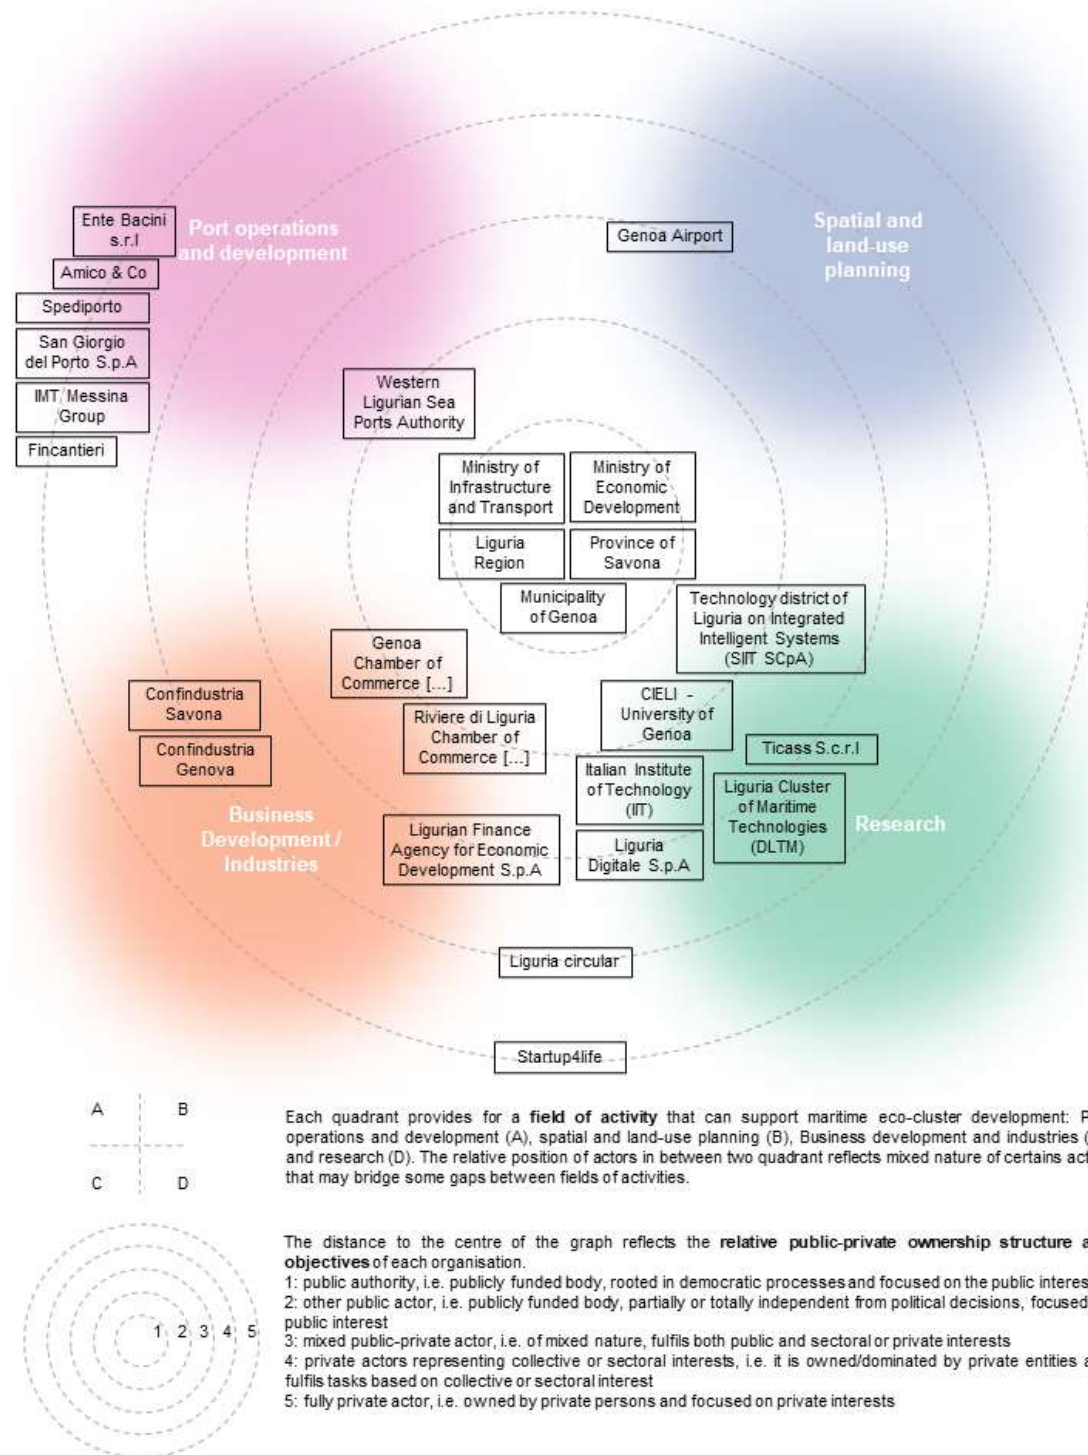 Port operations
and development
Spatial and
land-use
planning
Ente Bacini
s.r.l
Genoa Airport
Amico & Co
Spediporto
San Giorgio
del Porto S.p.A
IMT Messina
Group
Fincantieri
Western
Ligurian Sea
Ports Authority
Ministry of
Infrastructure
and Transport
Ministry of
Economic
Development
Liguria
Region
Province of
Savona
Municipality
of Genoa
Technology district of
Liguria on Integrated
Intelligent Systems
(SIIT SCpA)
Genoa
Chamber of
Commerce [...]
Confindustria
Savona
CIELI -
University of
Genoa
Riviere di Liguria
Chamber of
Commerce [...]
Confindustria
Genova
Ticass S.c.r.l
Italian Institute
of Technology
(IIT)
Liguria Cluster
of Maritime
Technologies
(DLTM)
Business
Development /
Industries
Research
Ligurian Finance
Agency for Economic
Development S.p.A
Liguria
Digitale S.p.A
Liguria circular
Startup4life
A B
C D
Each quadrant provides for a field of activity that can support maritime eco-cluster development: P
operations and development (A), spatial and land-use planning (B), Business development and industries (
and research (D). The relative position of actors in between two quadrant reflects mixed nature of certains act
that may bridge some gaps between fields of activities.
1 2 3 4 5
The distance to the centre of the graph reflects the relative public-private ownership structure a
objectives of each organisation.
1: public authority, i.e. publicly funded body, rooted in democratic processes and focused on the public interes
2: other public actor, i.e. publicly funded body, partially or totally independent from political decisions, focused
public interest
3: mixed public-private actor, i.e. of mixed nature, fulfils both public and sectoral or private interests
4: private actors representing collective or sectoral interests, i.e. it is owned/dominated by private entities a
fulfils tasks based on collective or sectoral interest
5: fully private actor, i.e. owned by private persons and focused on private interests